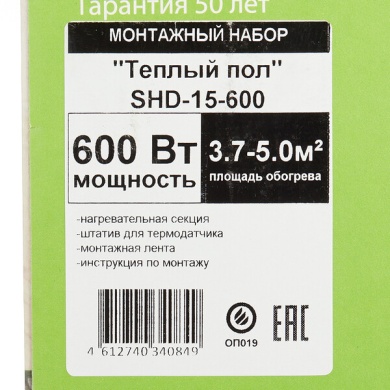 Гарантия 50 лет
МОНТАЖНЫЙ НАБОР
"Теплый пол"
SHD-15-600
600 Вт
мощность
3.7-5.0м²
площадь обогрева
-нагревательная секция
-штатив для термодатчика
-монтажная лента
-инструкция по монтажу
4 612740 340849
ОП019
ЕАС